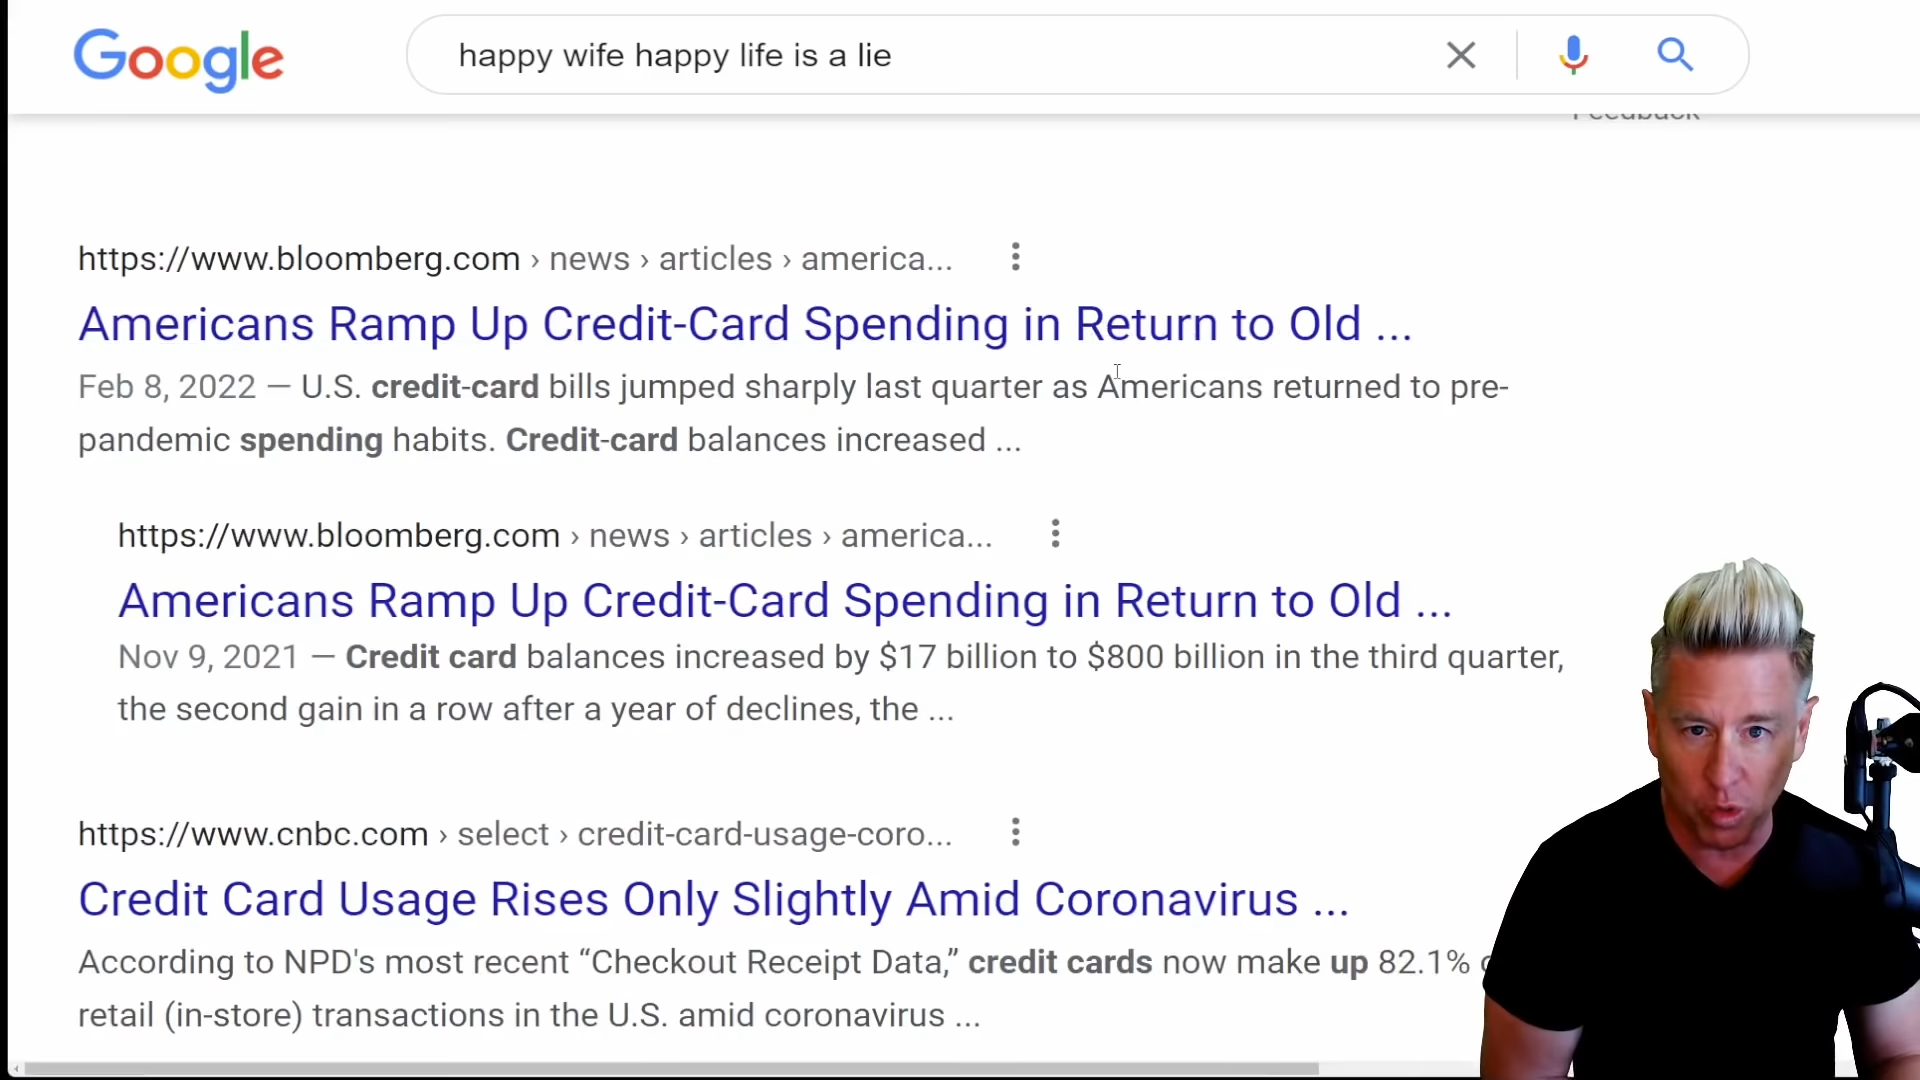 Google
happy wife happy life is a lie
Feedback
https://www.bloomberg.com › news › articles › america...
Americans Ramp Up Credit-Card Spending in Return to Old ...
Feb 8, 2022 — U.S. credit-card bills jumped sharply last quarter as Americans returned to pre-
pandemic spending habits. Credit-card balances increased ...
https://www.bloomberg.com › news › articles › america...
Americans Ramp Up Credit-Card Spending in Return to Old ...
Nov 9, 2021 — Credit card balances increased by $17 billion to $800 billion in the third quarter,
the second gain in a row after a year of declines, the ...
https://www.cnbc.com › select › credit-card-usage-coro...
Credit Card Usage Rises Only Slightly Amid Coronavirus ...
According to NPD's most recent “Checkout Receipt Data,” credit cards now make up 82.1%
retail (in-store) transactions in the U.S. amid coronavirus ...